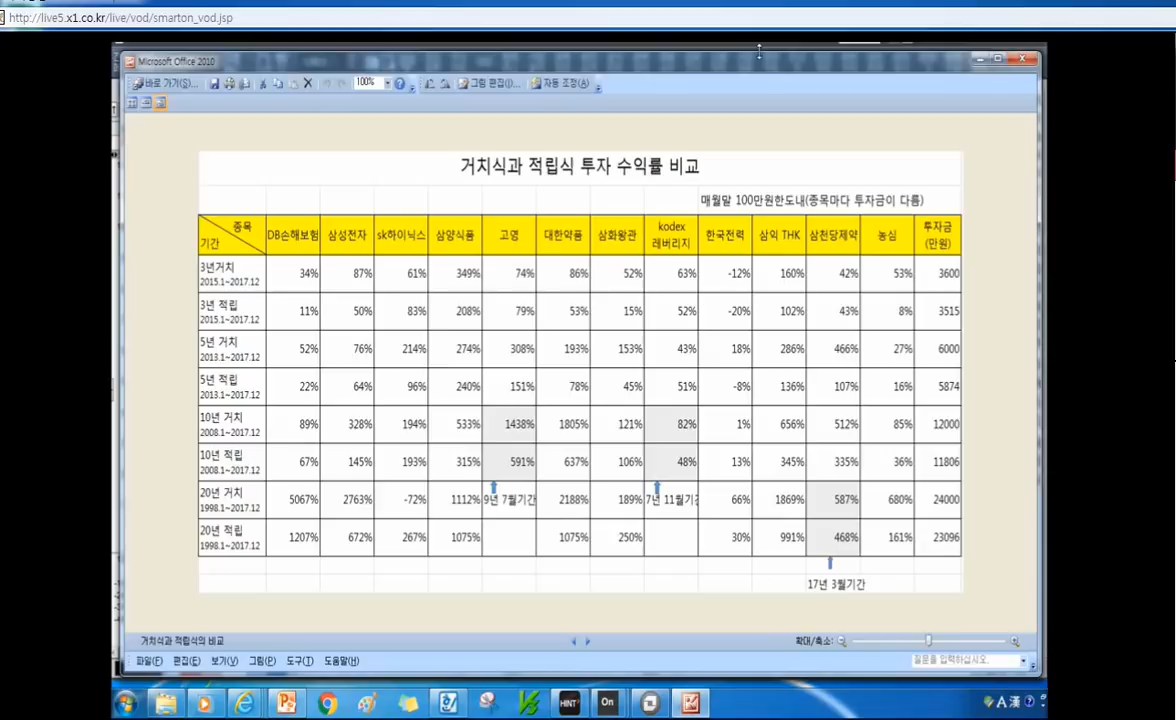 http://live5.x1.co.kr/live/vod/smarton_vod.jsp
Microsoft Office 2010
바로 가기(S)... 100% 그림 편집(I)... 자동 조정(A)
거치식과 적립식 투자 수익률 비교
매월말 100만원한도내(종목마다 투자금이 다름)
종목 기간 DB손해보험 삼성전자 sk하이닉스 삼양식품 고영 대한약품 삼화왕관 kodex 레버리지 한국전력 삼익 THK 삼천당제약 농심 투자금 (만원)
3년거치 2015.1~2017.12 34% 87% 61% 349% 74% 86% 52% 63% -12% 160% 42% 53% 3600
3년 적립 2015.1~2017.12 11% 50% 83% 208% 79% 53% 15% 52% -20% 102% 43% 8% 3515
5년 거치 2013.1~2017.12 52% 76% 214% 274% 308% 193% 153% 43% 18% 286% 466% 27% 6000
5년 적립 2013.1~2017.12 22% 64% 96% 240% 151% 78% 45% 51% -8% 136% 107% 16% 5874
10년 거치 2008.1~2017.12 89% 328% 194% 533% 1438% 1805% 121% 82% 1% 656% 512% 85% 12000
10년 적립 2008.1~2017.12 67% 145% 193% 315% 591% 637% 106% 48% 13% 345% 335% 36% 11806
20년 거치 1998.1~2017.12 5067% 2763% -72% 1112% 9년 7월기간 2188% 189% 7년 11월기간 66% 1869% 587% 680% 24000
20년 적립 1998.1~2017.12 1207% 672% 267% 1075% 1075% 250% 30% 991% 468% 161% 23096
17년 3월기간
거치식과 적립식의 비교 확대/축소:
파일(F) 편집(E) 보기(V) 그림(P) 도구(T) 도움말(H) 질문을 입력하십시오.
HINT On A 漢